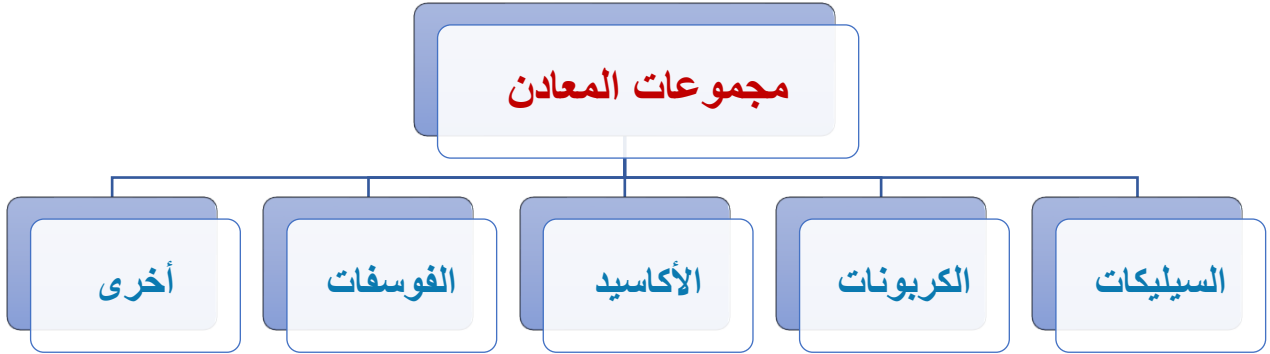 مجموعات المعادن
السيليكات
الكربونات
الأكاسيد
الفوسفات
أخرى